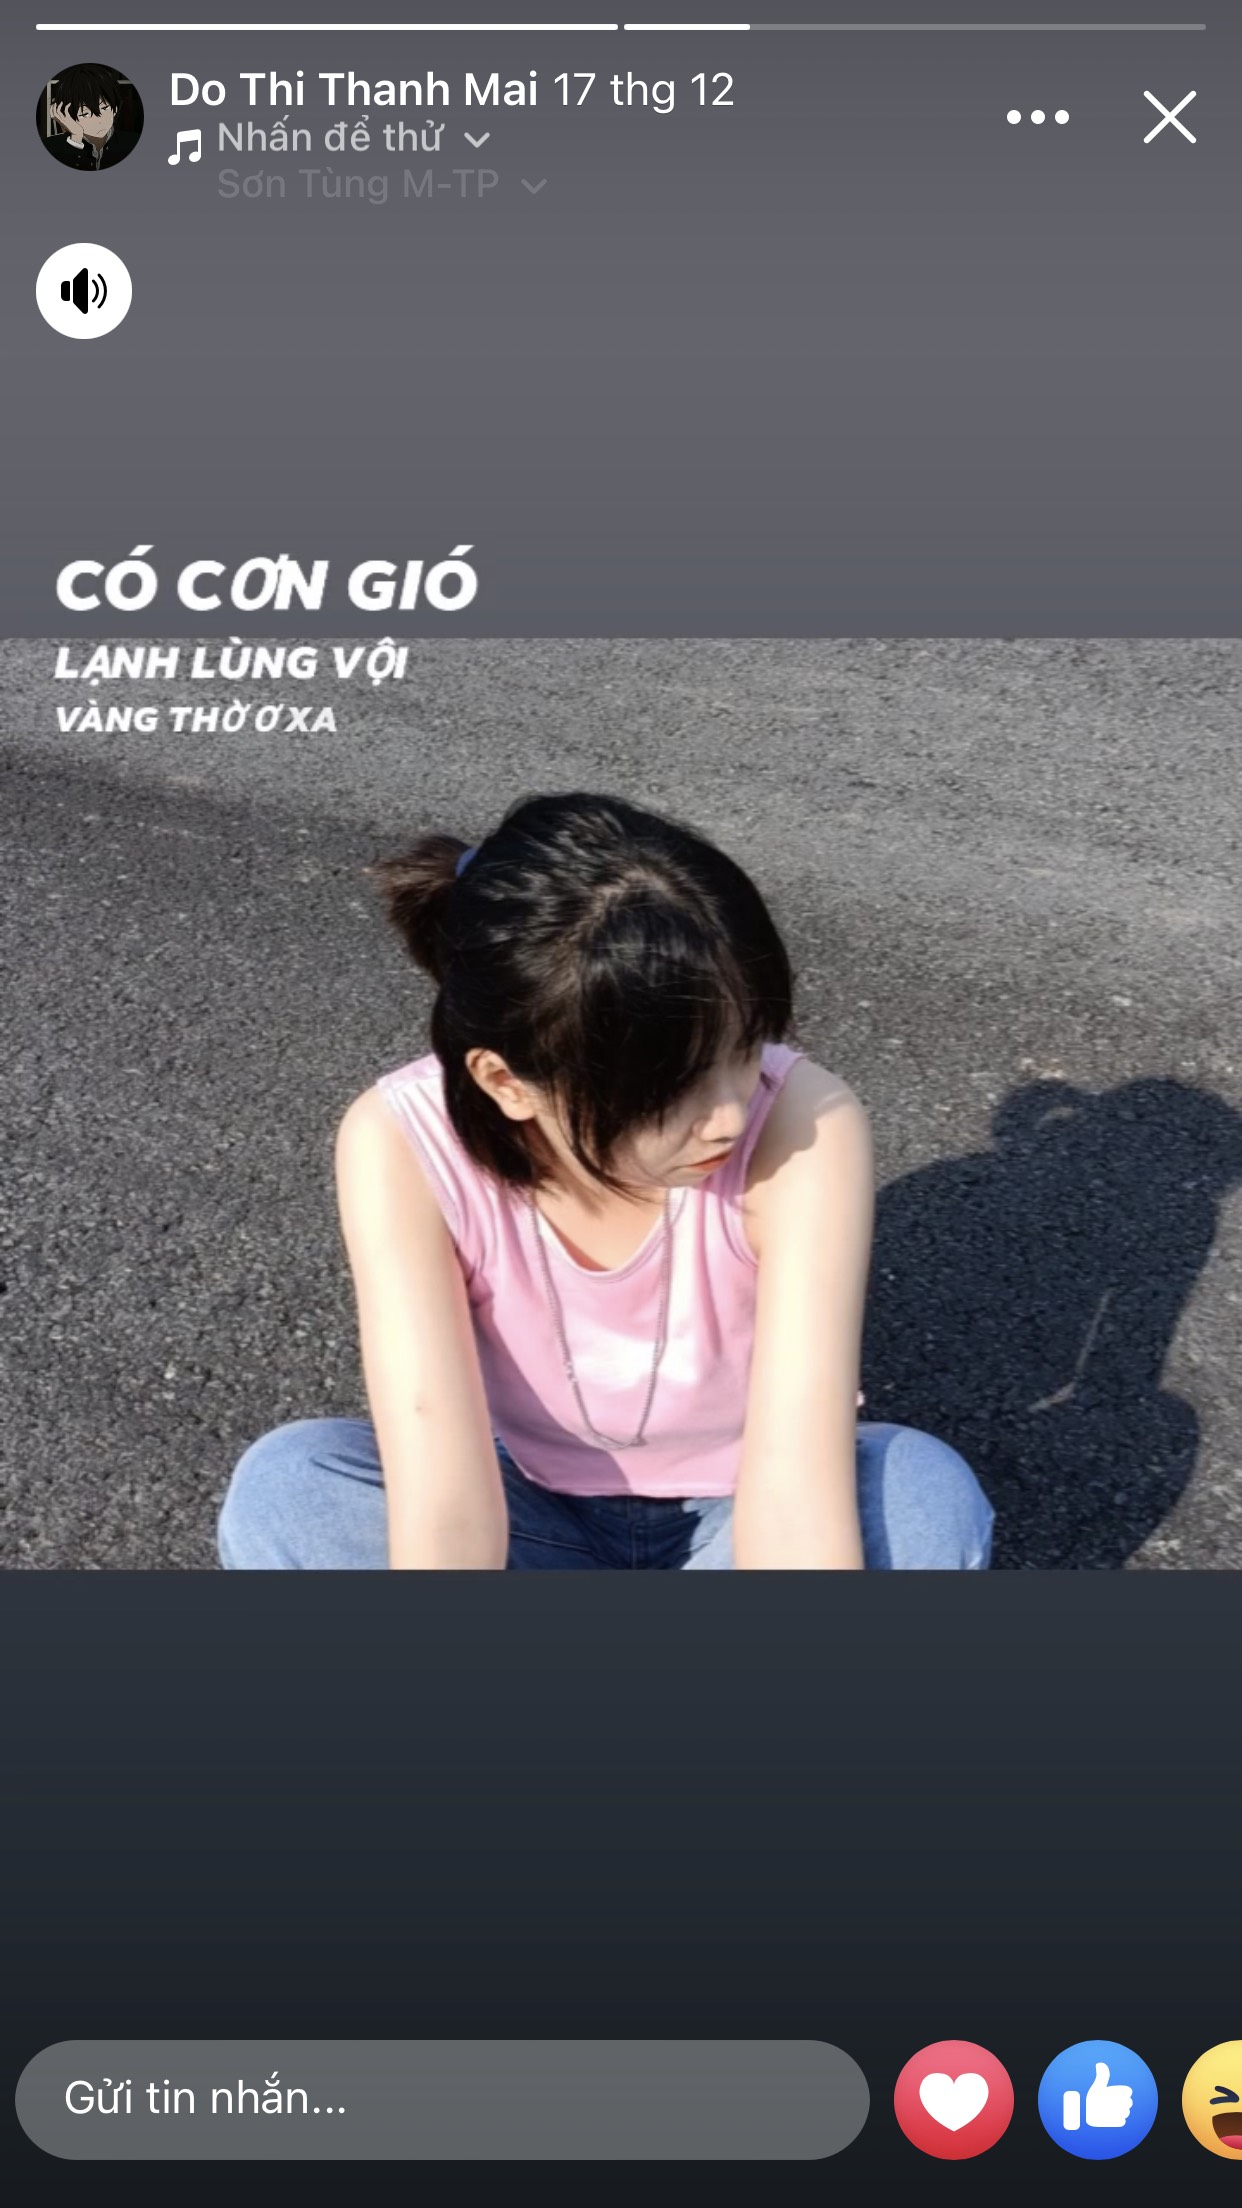 Do Thi Thanh Mai 17 thg 12
Nhấn để thử
Sơn Tùng M-TP
CÓ CƠN GIÓ
LẠNH LÙNG VỘI
VÀNG THỜ Ơ XA
Gửi tin nhắn...